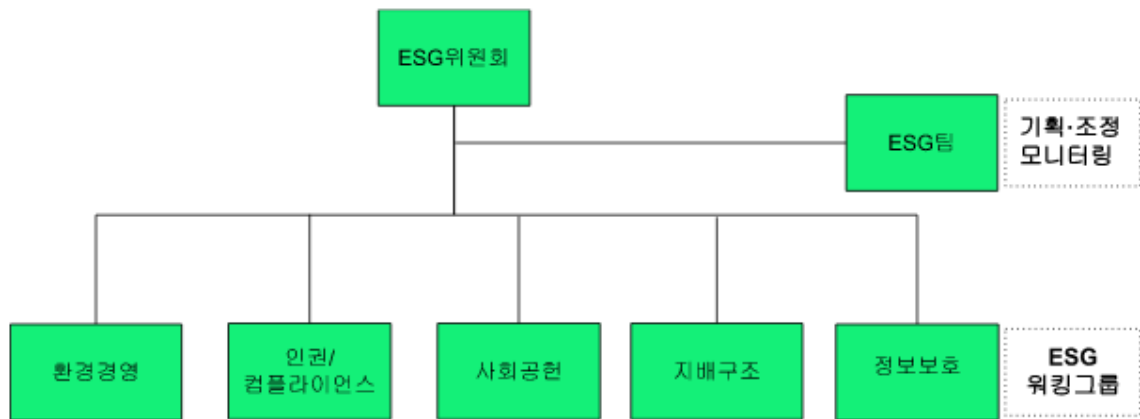 ESG위원회
ESG팀
기획·조정
모니터링
환경경영
인권/
컴플라이언스
사회공헌
지배구조
정보보호
ESG
워킹그룹